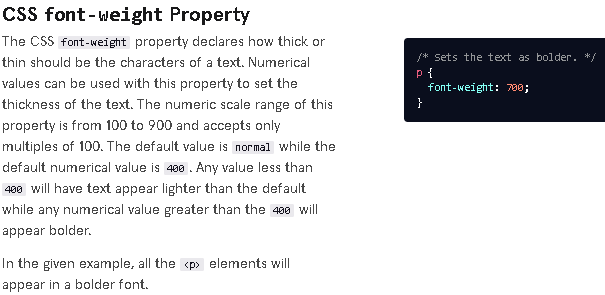 CSS font-weight Property
The CSS font-weight property declares how thick or
thin should be the characters of a text. Numerical
values can be used with this property to set the
thickness of the text. The numeric scale range of this
property is from 100 to 900 and accepts only
multiples of 100. The default value is normal while the
default numerical value is 400. Any value less than
400 will have text appear lighter than the default
while any numerical value greater than the 400 will
appear bolder.
In the given example, all the <p> elements will
appear in a bolder font.
/* Sets the text as bolder. */
p {
  font-weight: 700;
}